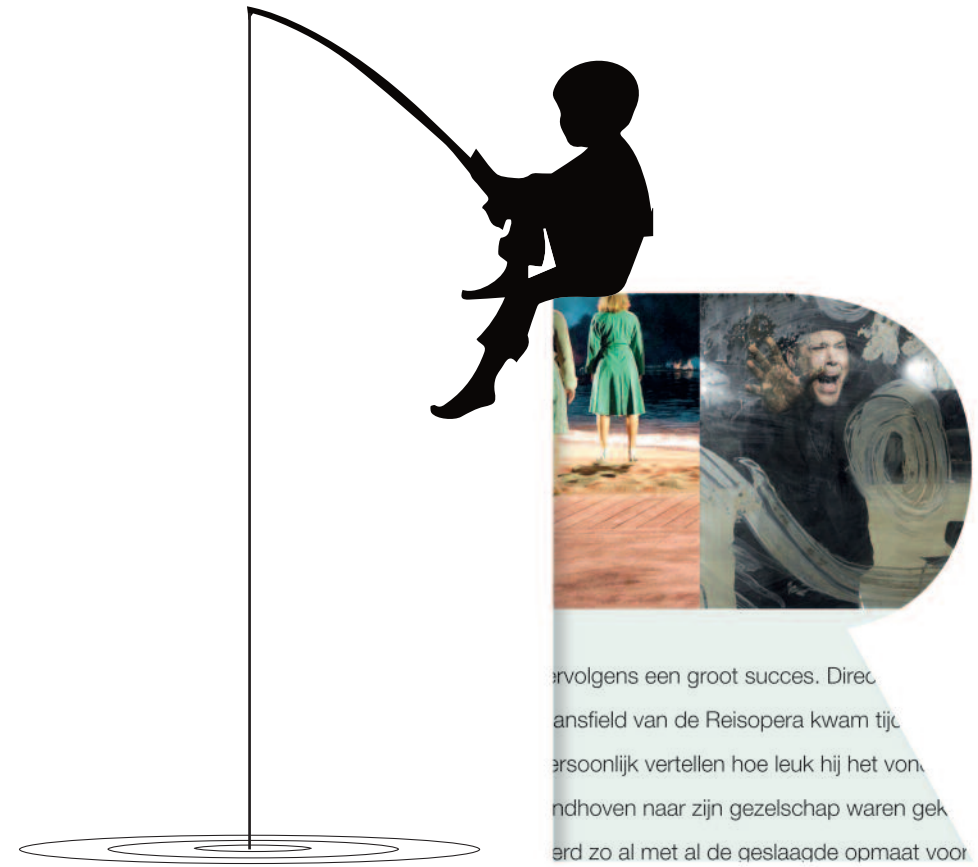 ervolgens een groot succes. Direc
ansfield van de Reisopera kwam tijd
ersoonlijk vertellen hoe leuk hij het vond
ndhoven naar zijn gezelschap waren gek
erd zo al met al de geslaagde opmaat voor